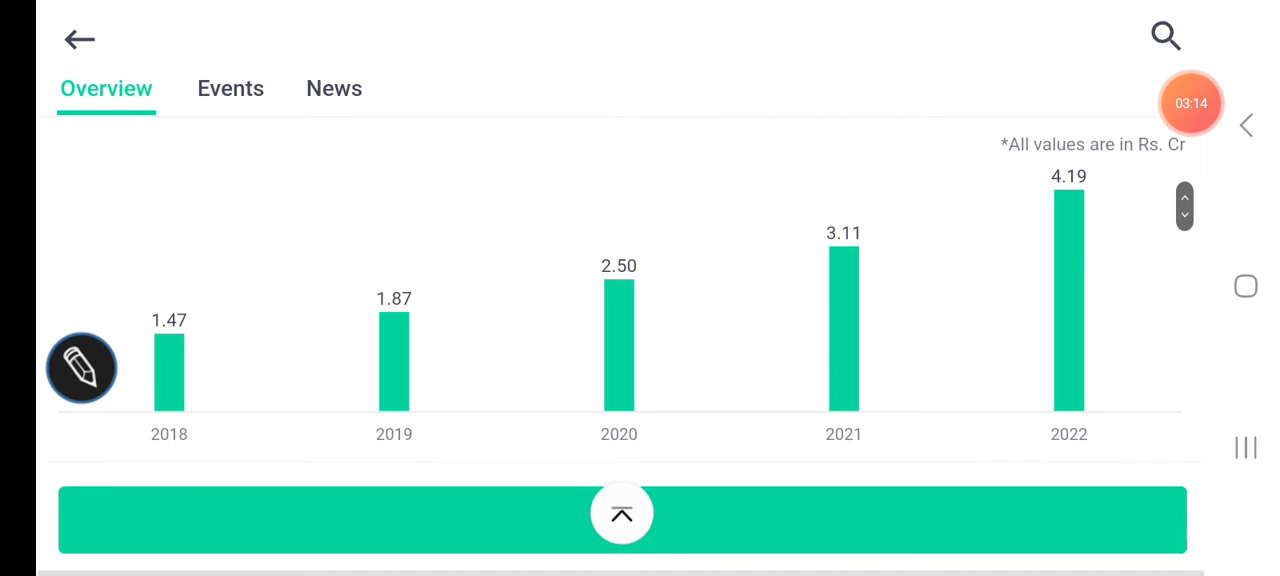 Overview Events News
03:14
*All values are in Rs. Cr
4.19
3.11
2.50
1.87
1.47
2018 2019 2020 2021 2022